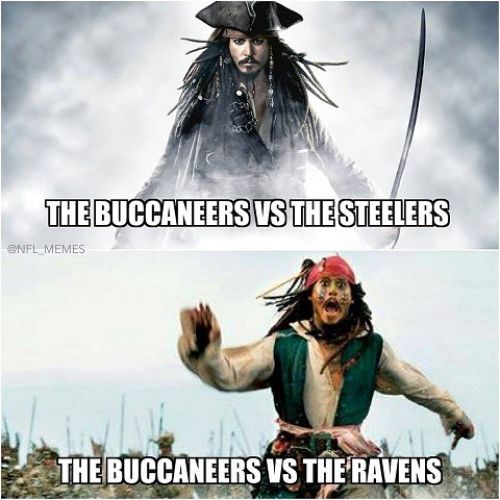 THE BUCCANEERS VS THE STEELERS
@NFL_MEMES
THE BUCCANEERS VS THE RAVENS